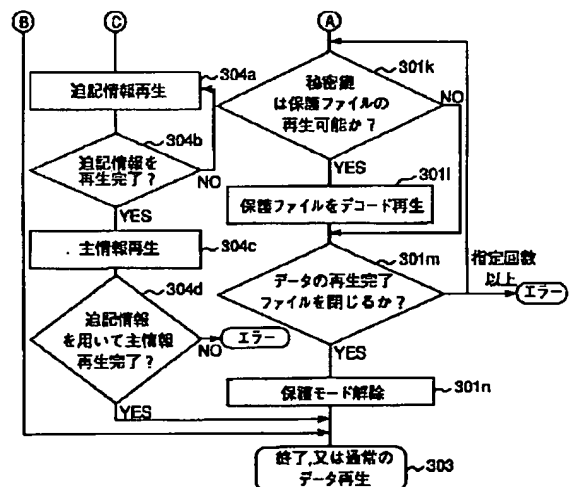 B
C
A
追記情報再生
304a
秘密鍵
は保護ファイルの
再生可能か?
301k
NO
304b
追記情報を
再生完了?
NO
YES
YES
301l
保護ファイルをデコード再生
主情報再生
304c
301m
データの再生完了
ファイルを閉じるか?
指定回数
以上
エラー
304d
追記情報
を用いて主情報
再生完了?
NO
エラー
YES
YES
保護モード解除
301n
終了,又は通常の
データ再生
303